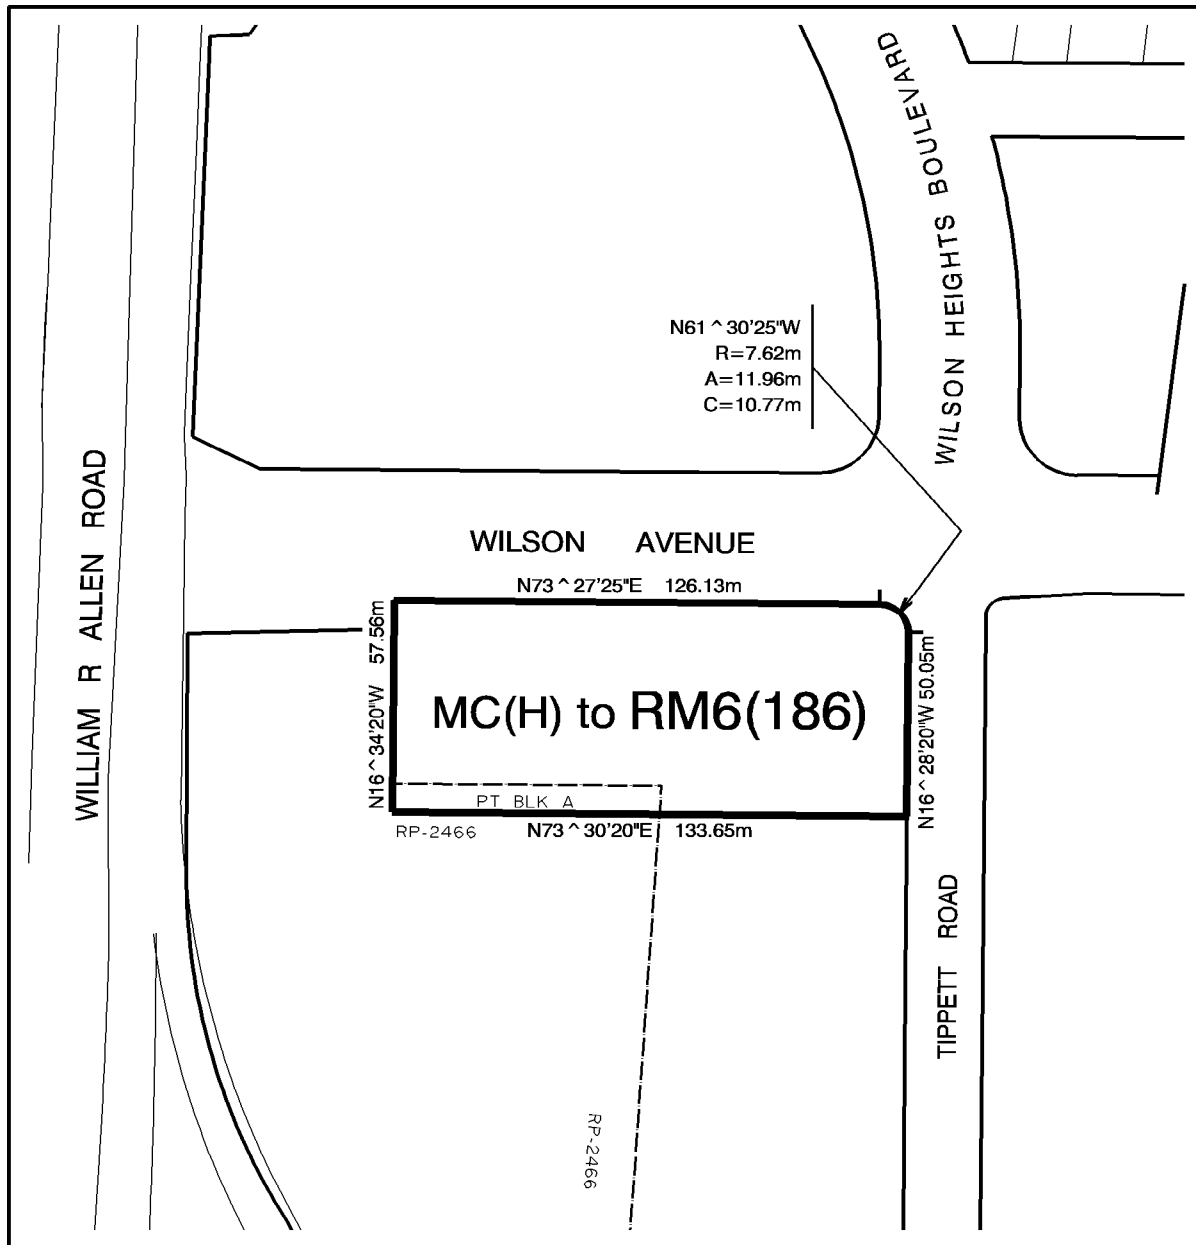 WILSON HEIGHTS BOULEVARD
N61 ^ 30'25"W
R=7.62m
A=11.96m
C=10.77m
WILLIAM R ALLEN ROAD
WILSON AVENUE
N73 ^ 27'25"E 126.13m
N16 ^ 34'20"W 57.56m
MC(H) to RM6(186)
N16 ^ 28'20"W 50.05m
PT BLK A
RP-2466
N73 ^ 30'20"E 133.65m
TIPPETT ROAD
RP-2466